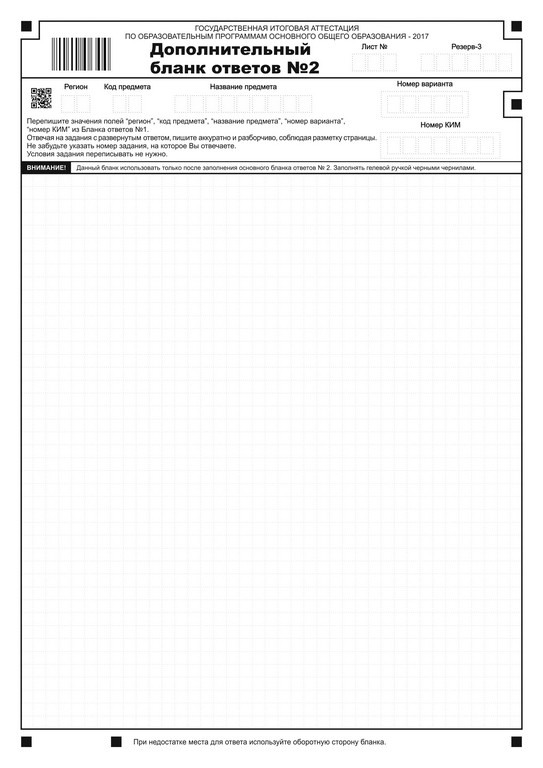 ГОСУДАРСТВЕННАЯ ИТОГОВАЯ АТТЕСТАЦИЯ
ПО ОБРАЗОВАТЕЛЬНЫМ ПРОГРАММАМ ОСНОВНОГО ОБЩЕГО ОБРАЗОВАНИЯ - 2017
Дополнительный
бланк ответов №2
Лист №
Резерв-3
Регион
Код предмета
Название предмета
Номер варианта
Номер КИМ
Перепишите значения полей "регион", "код предмета", "название предмета", "номер варианта",
"номер КИМ" из Бланка ответов №1.
Отвечая на задания с развернутым ответом, пишите аккуратно и разборчиво, соблюдая разметку страницы.
Не забудьте указать номер задания, на которое Вы отвечаете.
Условия задания переписывать не нужно.
ВНИМАНИЕ! Данный бланк использовать только после заполнения основного бланка ответов № 2. Заполнять гелевой ручкой черными чернилами.
При недостатке места для ответа используйте оборотную сторону бланка.